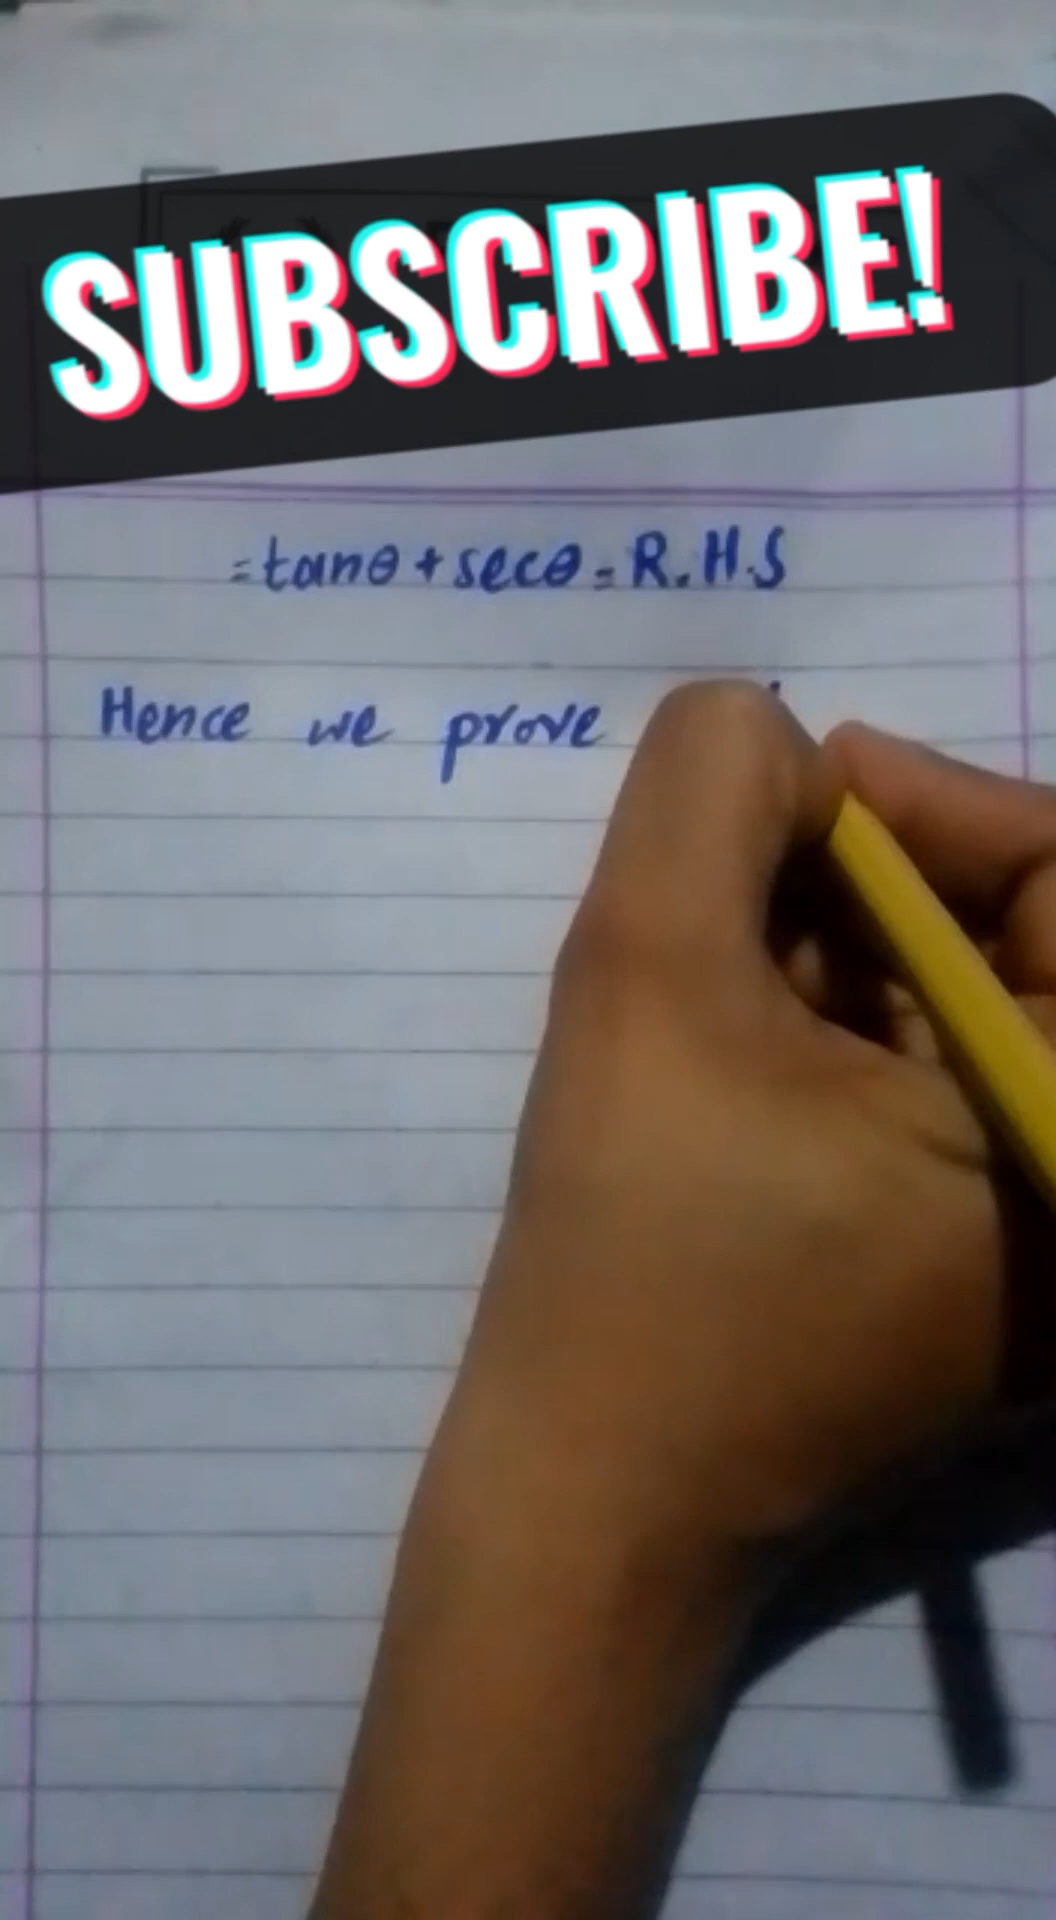 SUBSCRIBE!
=tanθ + secθ = R.H.S
Hence we prove